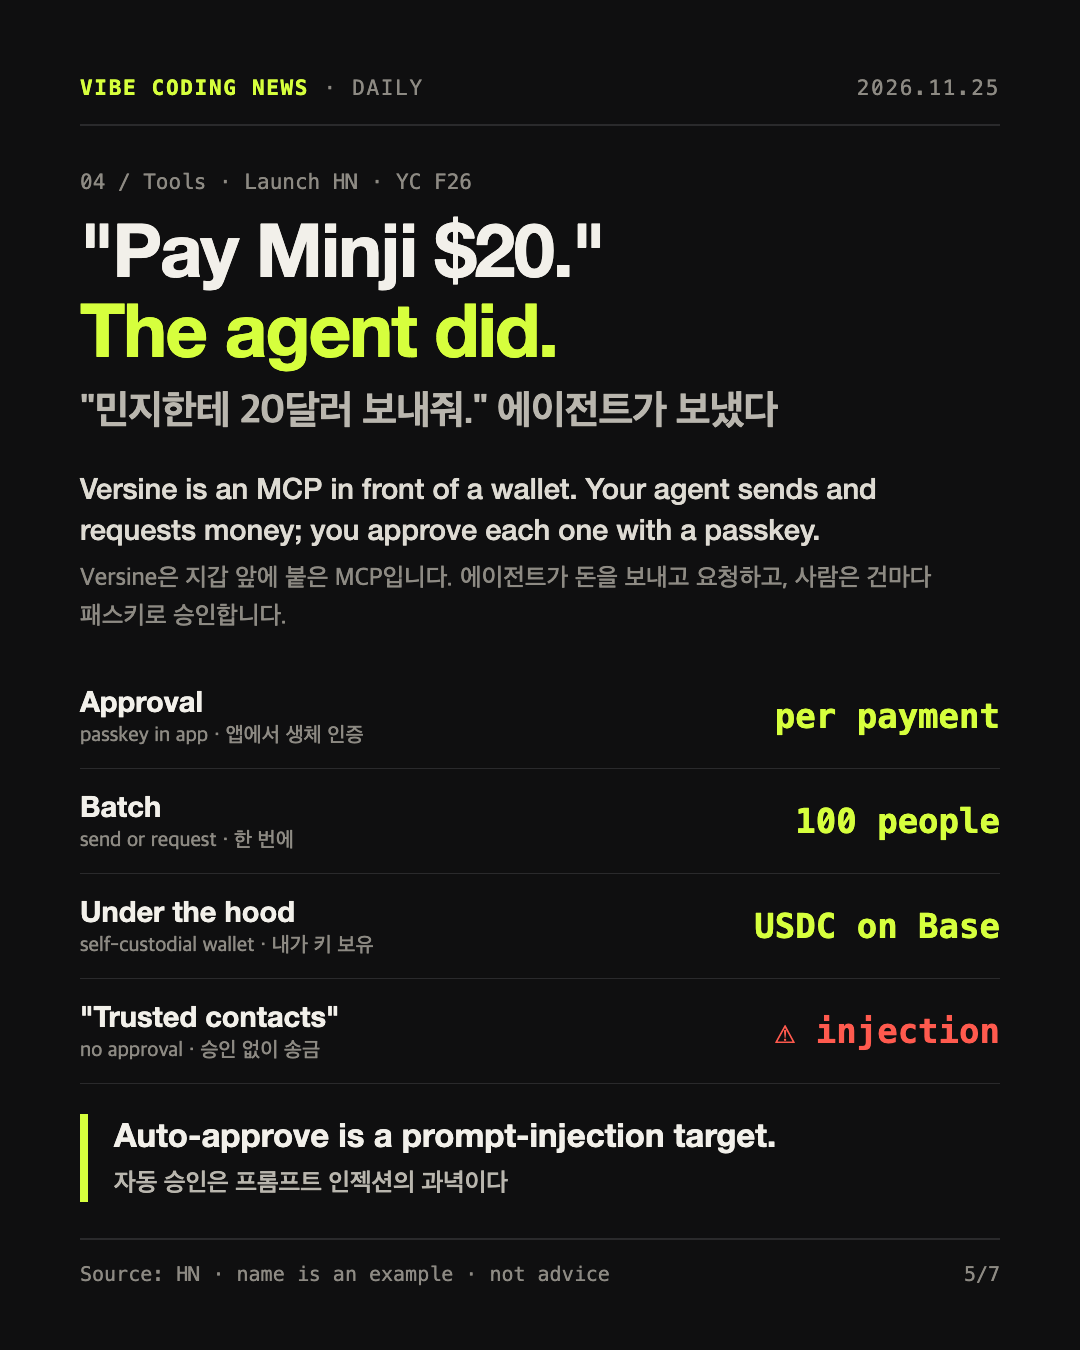 VIBE CODING NEWS · DAILY
2026.11.25
04 / Tools · Launch HN · YC F26
"Pay Minji $20."
The agent did.
"민지한테 20달러 보내줘." 에이전트가 보냈다
Versine is an MCP in front of a wallet. Your agent sends and
requests money; you approve each one with a passkey.
Versine은 지갑 앞에 붙은 MCP입니다. 에이전트가 돈을 보내고 요청하고, 사람은 건마다
패스키로 승인합니다.
Approval
passkey in app · 앱에서 생체 인증
per payment
Batch
send or request · 한 번에
100 people
Under the hood
self-custodial wallet · 내가 키 보유
USDC on Base
"Trusted contacts"
no approval · 승인 없이 송금
⚠ injection
Auto-approve is a prompt-injection target.
자동 승인은 프롬프트 인젝션의 과녁이다
Source: HN · name is an example · not advice
5/7